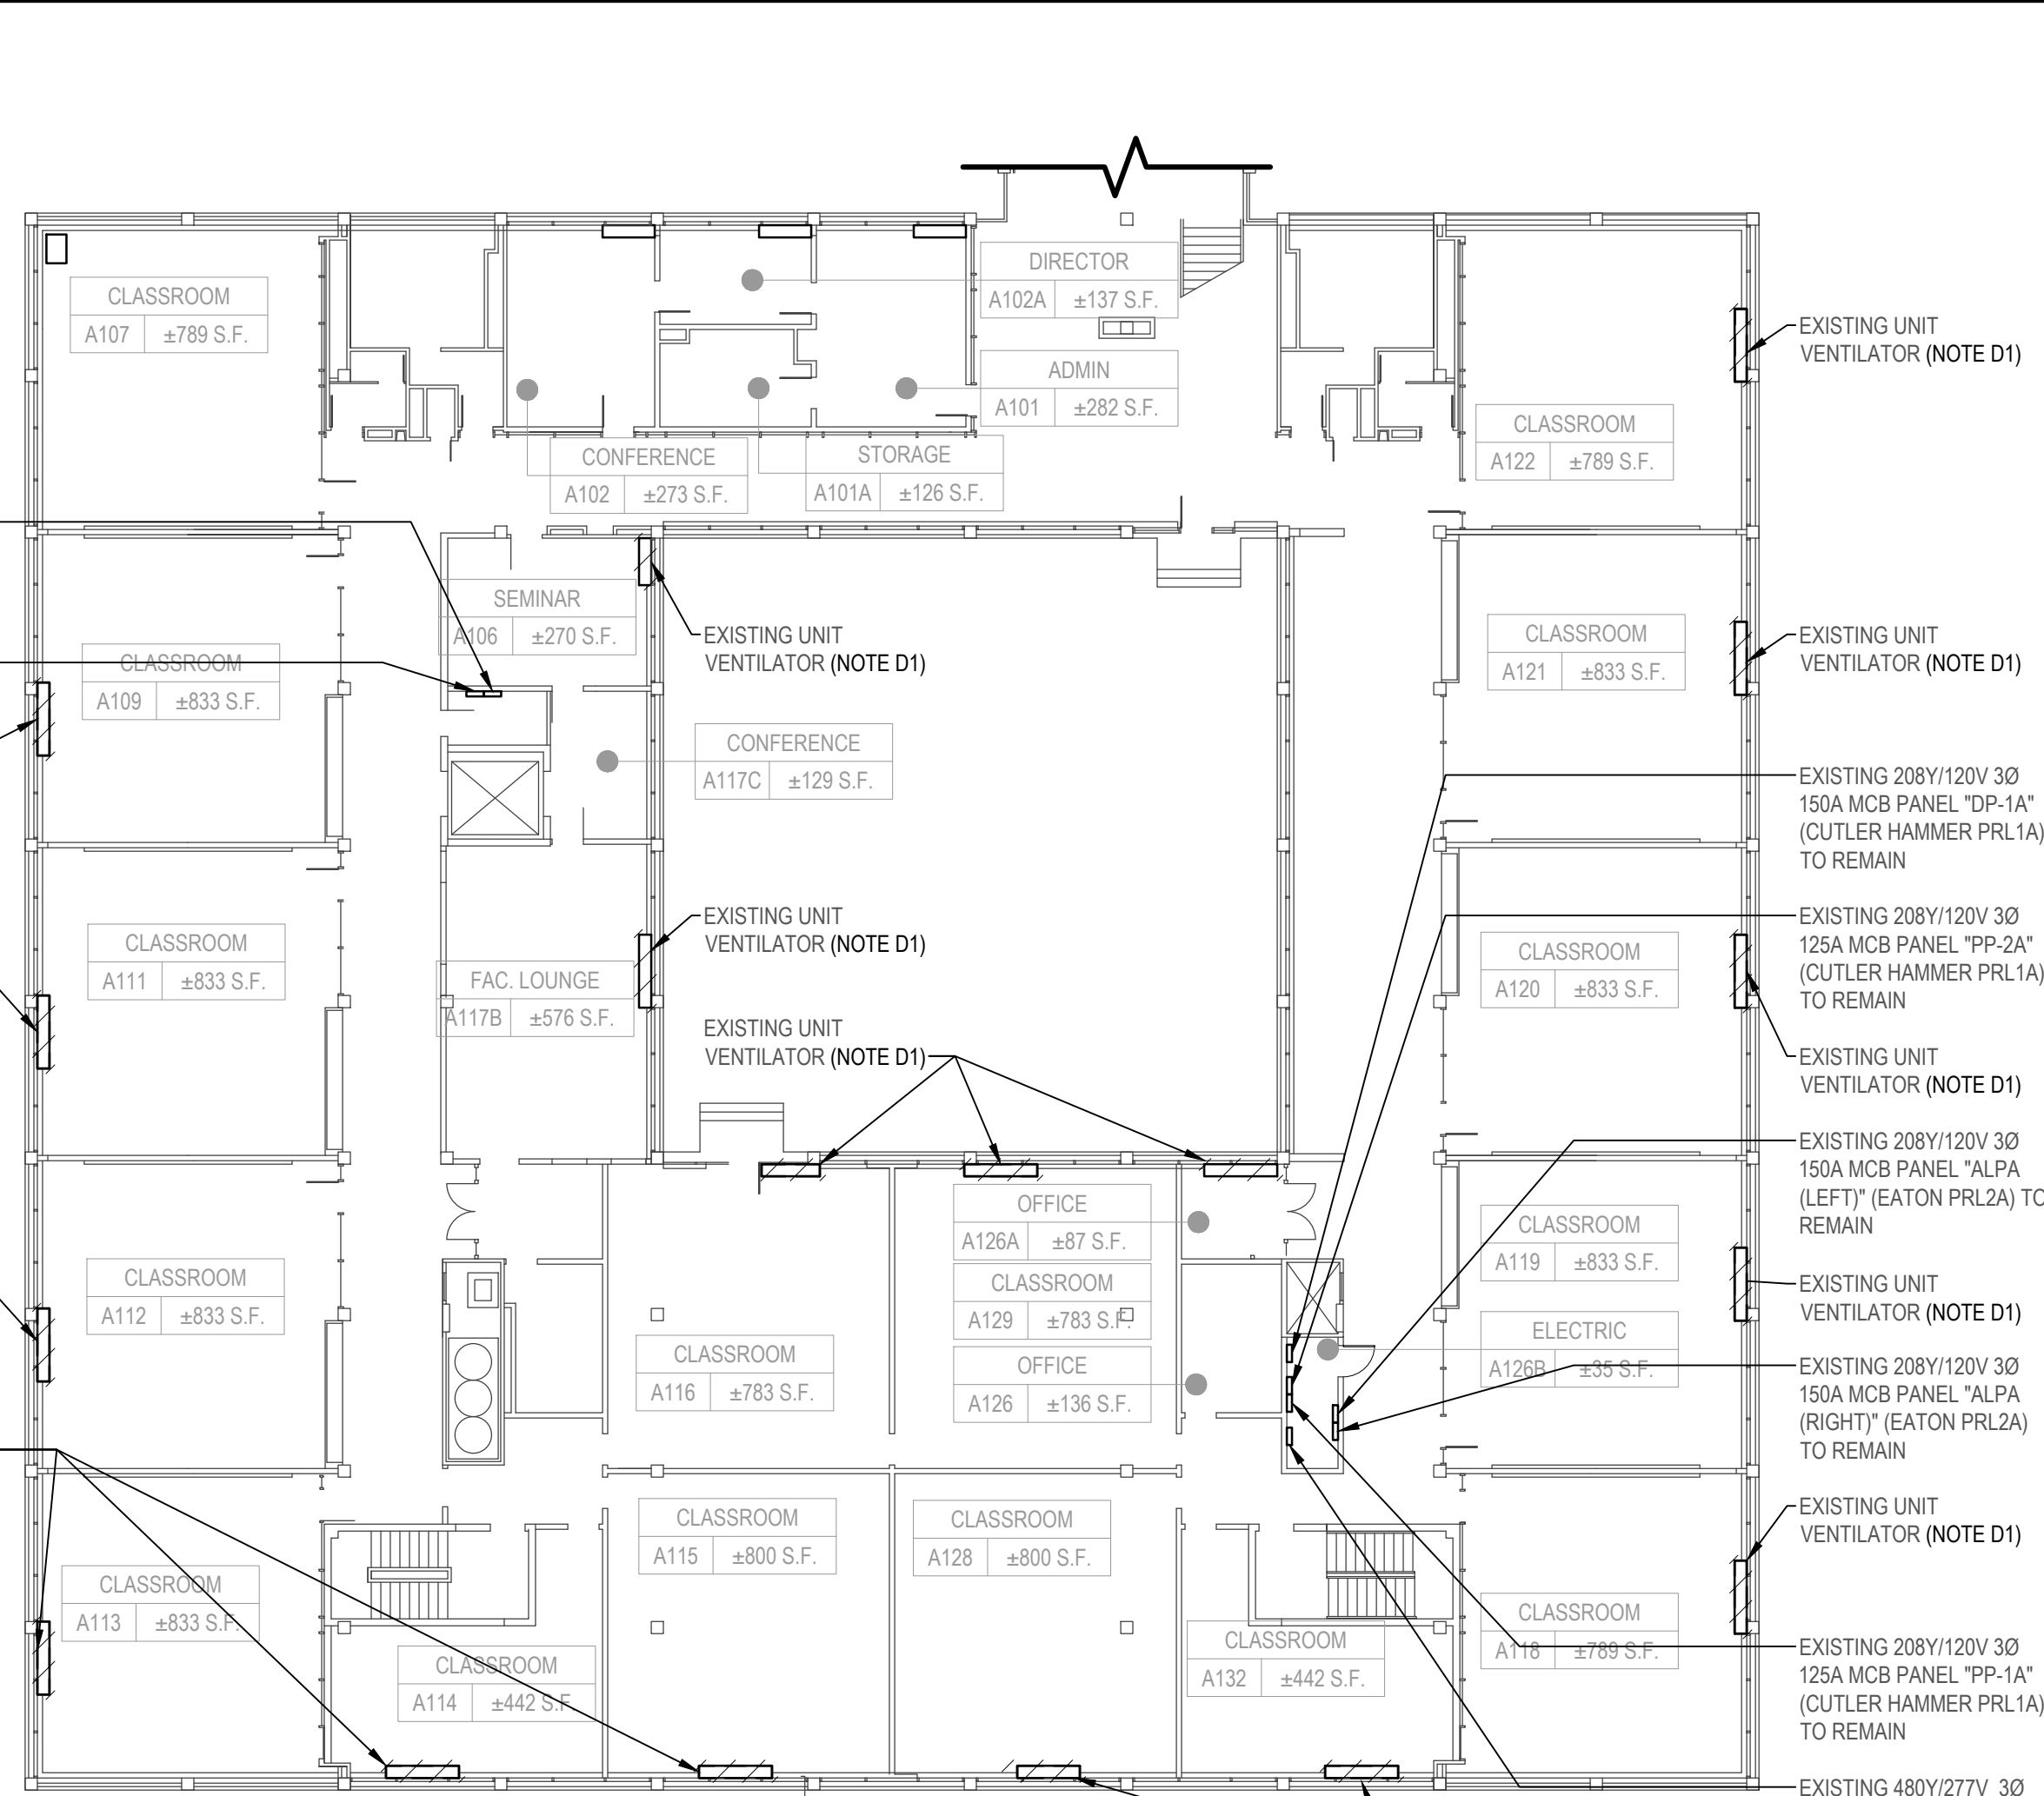 DIRECTOR
A102A ±137 S.F.
CLASSROOM
A107 ±789 S.F.
EXISTING UNIT
VENTILATOR (NOTE D1)
ADMIN
A101 ±282 S.F.
CLASSROOM
A122 ±789 S.F.
CONFERENCE
A102 ±273 S.F.
STORAGE
A101A ±126 S.F.
SEMINAR
A106 ±270 S.F.
EXISTING UNIT
VENTILATOR (NOTE D1)
CLASSROOM
A121 ±833 S.F.
EXISTING UNIT
VENTILATOR (NOTE D1)
CLASSROOM
A109 ±833 S.F.
CONFERENCE
A117C ±129 S.F.
EXISTING 208Y/120V 3Ø
150A MCB PANEL "DP-1A"
(CUTLER HAMMER PRL1A)
TO REMAIN
EXISTING UNIT
VENTILATOR (NOTE D1)
EXISTING 208Y/120V 3Ø
125A MCB PANEL "PP-2A"
(CUTLER HAMMER PRL1A)
TO REMAIN
CLASSROOM
A111 ±833 S.F.
FAC. LOUNGE
A117B ±576 S.F.
CLASSROOM
A120 ±833 S.F.
EXISTING UNIT
VENTILATOR (NOTE D1)
EXISTING UNIT
VENTILATOR (NOTE D1)
EXISTING 208Y/120V 3Ø
150A MCB PANEL "ALPA
(LEFT)" (EATON PRL2A) TO
REMAIN
OFFICE
A126A ±87 S.F.
CLASSROOM
A119 ±833 S.F.
CLASSROOM
A112 ±833 S.F.
CLASSROOM
A129 ±783 S.F.
EXISTING UNIT
VENTILATOR (NOTE D1)
ELECTRIC
A126B ±35 S.F.
CLASSROOM
A116 ±783 S.F.
OFFICE
A126 ±136 S.F.
EXISTING 208Y/120V 3Ø
150A MCB PANEL "ALPA
(RIGHT)" (EATON PRL2A)
TO REMAIN
CLASSROOM
A115 ±800 S.F.
CLASSROOM
A128 ±800 S.F.
EXISTING UNIT
VENTILATOR (NOTE D1)
CLASSROOM
A113 ±833 S.F.
CLASSROOM
A118 ±789 S.F.
CLASSROOM
A114 ±442 S.F.
CLASSROOM
A132 ±442 S.F.
EXISTING 208Y/120V 3Ø
125A MCB PANEL "PP-1A"
(CUTLER HAMMER PRL1A)
TO REMAIN
EXISTING 480Y/277V 3Ø